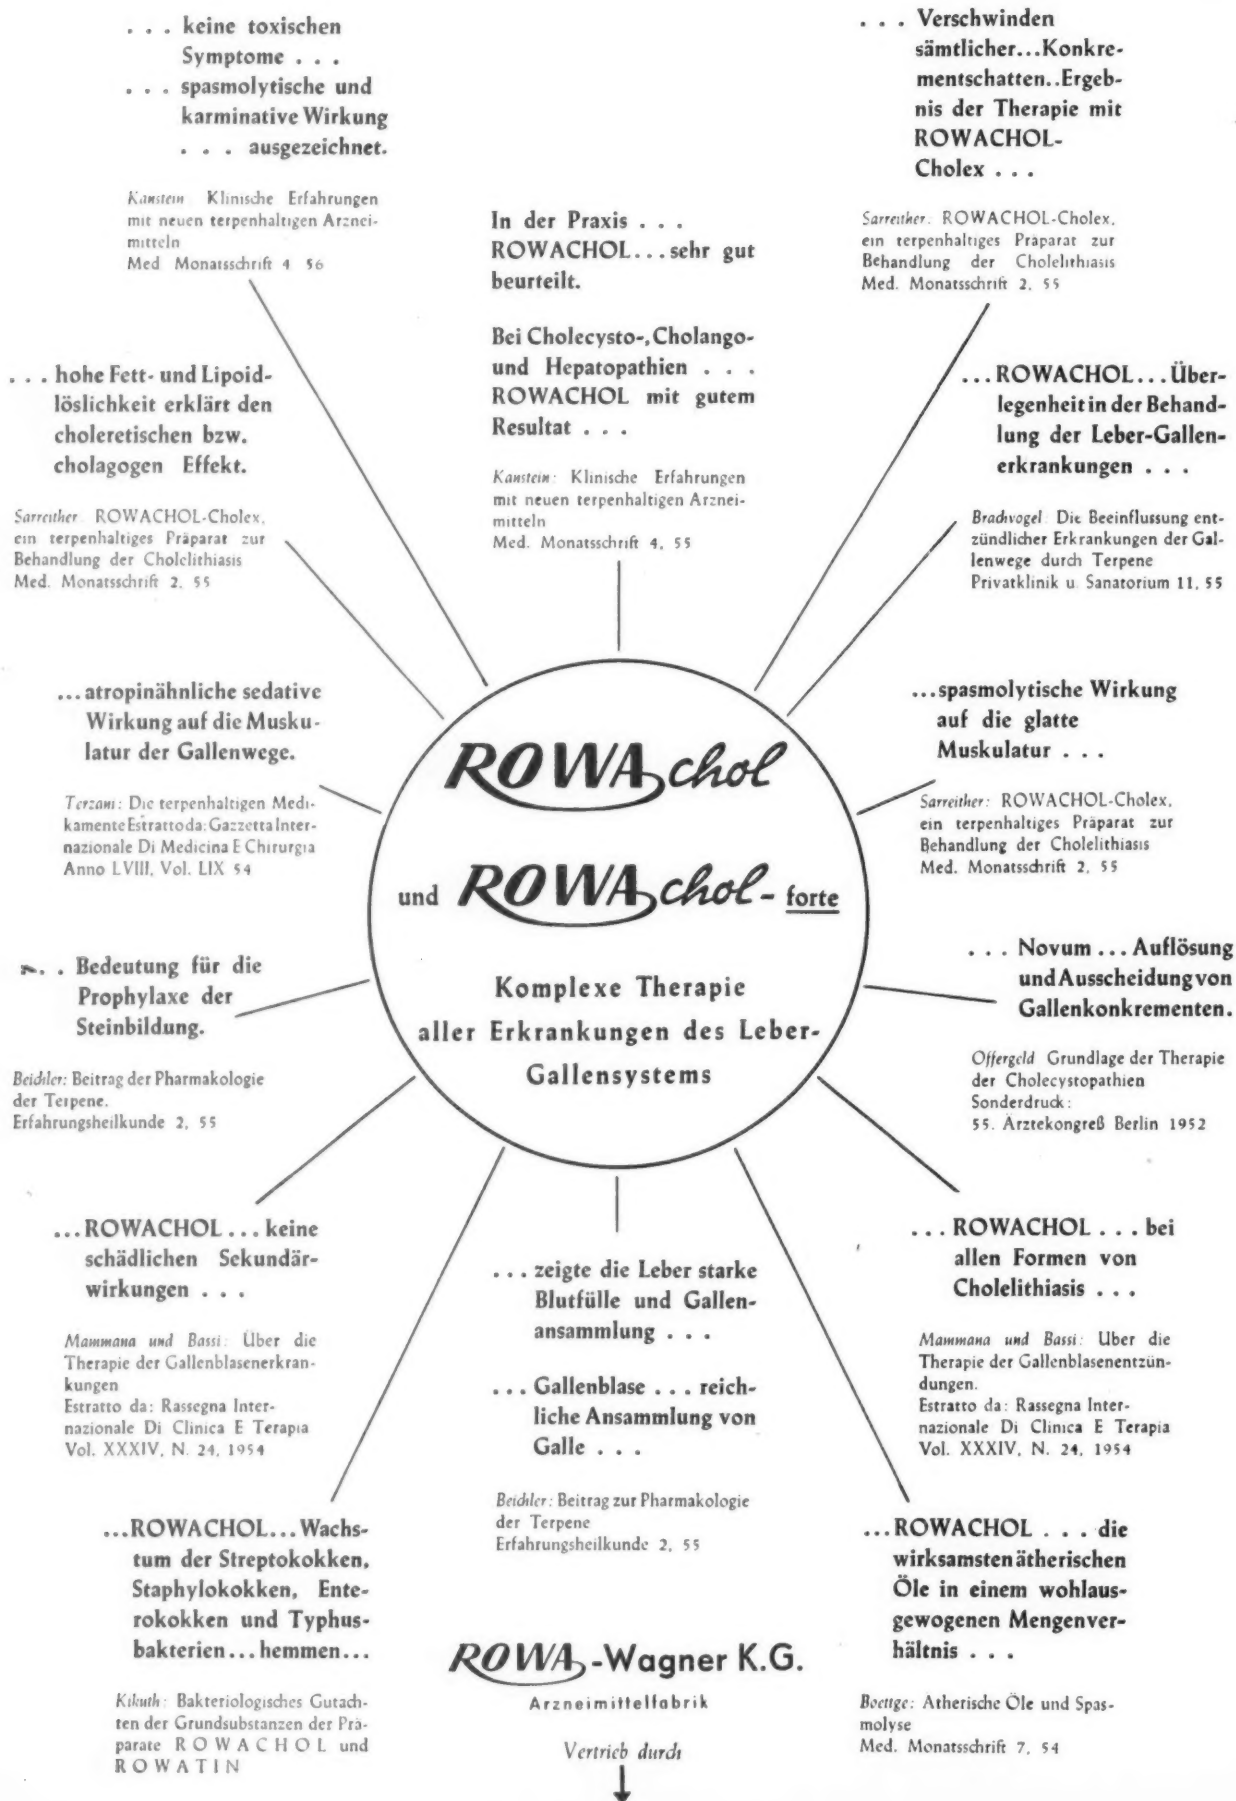 . . . keine toxischen
Symptome . . .
. . . spasmolytische und
karminative Wirkung
. . . ausgezeichnet.
Kanstein: Klinische Erfahrungen
mit neuen terpenhaltigen Arznei-
mitteln
Med. Monatsschrift 4 56
In der Praxis . . .
ROWACHOL...sehr gut
beurteilt.
Bei Cholecysto-, Cholango-
und Hepatopathien . . .
ROWACHOL mit gutem
Resultat . . .
Kanstein: Klinische Erfahrungen
mit neuen terpenhaltigen Arznei-
mitteln
Med. Monatsschrift 4, 55
. . . Verschwinden
sämtlicher...Konkre-
mentschatten..Ergeb-
nis der Therapie mit
ROWACHOL-
Cholex . . .
Sarreither: ROWACHOL-Cholex,
ein terpenhaltiges Präparat zur
Behandlung der Cholelithiasis
Med. Monatsschrift 2, 55
. . . hohe Fett- und Lipoid-
löslichkeit erklärt den
choleretischen bzw.
cholagogen Effekt.
Sarreither: ROWACHOL-Cholex,
ein terpenhaltiges Präparat zur
Behandlung der Cholelithiasis
Med. Monatsschrift 2, 55
...ROWACHOL...Über-
legenheit in der Behand-
lung der Leber-Gallen-
erkrankungen . . .
Brachvogel: Die Beeinflussung ent-
zündlicher Erkrankungen der Gal-
lenwege durch Terpene
Privatklinik u. Sanatorium 11, 55
...atropinähnliche sedative
Wirkung auf die Musku-
latur der Gallenwege.
Terzani: Die terpenhaltigen Medi-
kamente Estratto da: Gazzetta Inter-
nazionale Di Medicina E Chirurgia
Anno LVIII, Vol. LIX 54
...spasmolytische Wirkung
auf die glatte
Muskulatur . . .
Sarreither: ROWACHOL-Cholex,
ein terpenhaltiges Präparat zur
Behandlung der Cholelithiasis
Med. Monatsschrift 2, 55
ROWAchol
und ROWAchol-forte
Komplexe Therapie
aller Erkrankungen des Leber-
Gallensystems
. . . Bedeutung für die
Prophylaxe der
Steinbildung.
Beichler: Beitrag der Pharmakologie
der Terpene.
Erfahrungsheilkunde 2, 55
. . . Novum ... Auflösung
und Ausscheidung von
Gallenkonkrementen.
Offergeld Grundlage der Therapie
der Cholecystopathien
Sonderdruck:
55. Ärztekongreß Berlin 1952
...ROWACHOL...keine
schädlichen Sekundär-
wirkungen . . .
Mammana und Bassi: Über die
Therapie der Gallenblasenerkran-
kungen
Estratto da: Rassegna Inter-
nazionale Di Clinica E Terapia
Vol. XXXIV, N. 24, 1954
...zeigte die Leber starke
Blutfülle und Gallen-
ansammlung . . .
...Gallenblase ... reich-
liche Ansammlung von
Galle . . .
Beichler: Beitrag zur Pharmakologie
der Terpene
Erfahrungsheilkunde 2, 55
...ROWACHOL . . . bei
allen Formen von
Cholelithiasis . . .
Mammana und Bassi: Über die
Therapie der Gallenblasenentzün-
dungen.
Estratto da: Rassegna Inter-
nazionale Di Clinica E Terapia
Vol. XXXIV, N. 24, 1954
...ROWACHOL...Wachs-
tum der Streptokokken,
Staphylokokken, Ente-
rokokken und Typhus-
bakterien...hemmen...
Kikuth: Bakteriologisches Gutach-
ten der Grundsubstanzen der Prä-
parate ROWACHOL und
ROWATIN
...ROWACHOL . . . die
wirksamsten ätherischen
Öle in einem wohlaus-
gewogenen Mengenver-
hältnis . . .
Boettge: Ätherische Öle und Spas-
molyse
Med. Monatsschrift 7, 54
ROWA-Wagner K.G.
Arzneimittelfabrik
Vertrieb durch